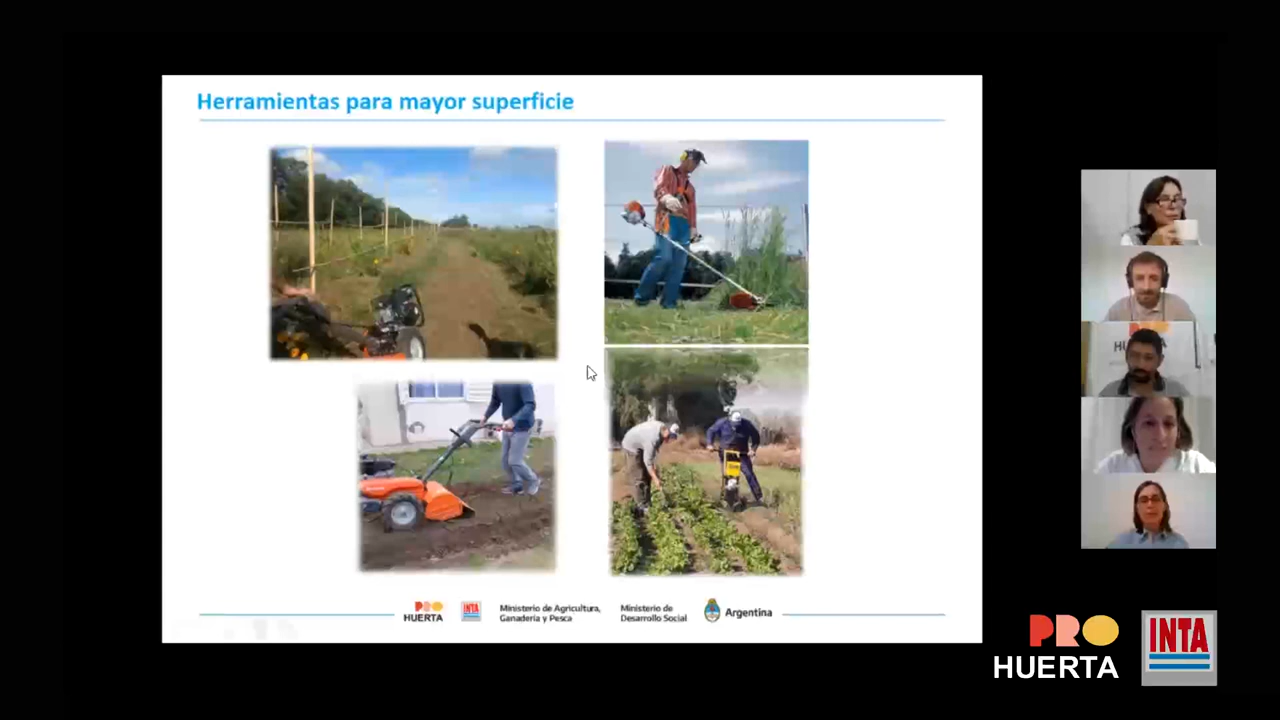 Herramientas para mayor superficie
PRO
HUERTA
INTA
Ministerio de Agricultura,
Ganadería y Pesca
Ministerio de
Desarrollo Social
Argentina
PRO
HUERTA
INTA